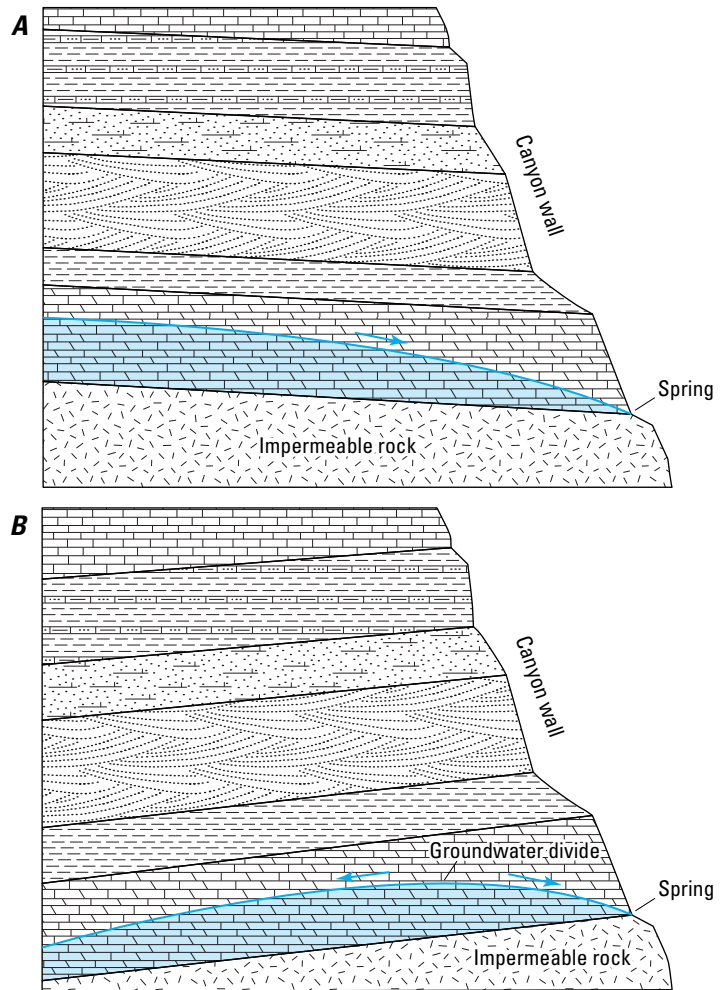 A
Canyon wall
Spring
Impermeable rock
B
Canyon wall
Groundwater divide
Spring
Impermeable rock